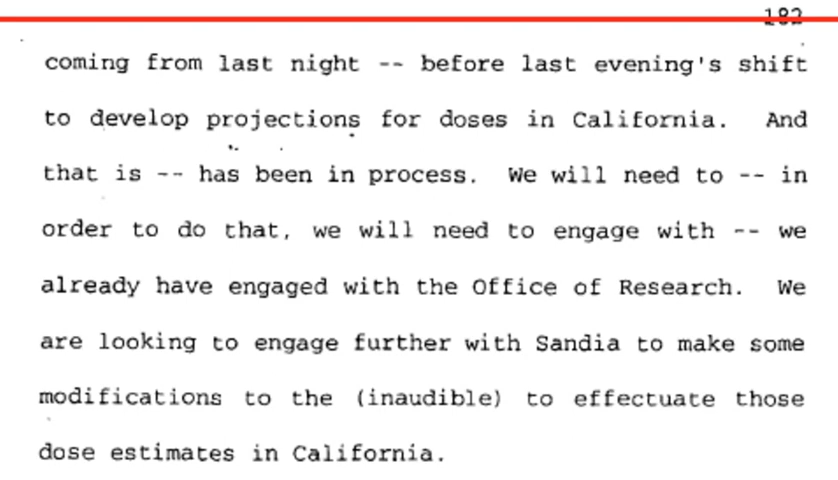 182
coming from last night -- before last evening's shift
to develop projections for doses in California. And
that is -- has been in process. We will need to -- in
order to do that, we will need to engage with -- we
already have engaged with the Office of Research. We
are looking to engage further with Sandia to make some
modifications to the (inaudible) to effectuate those
dose estimates in California.